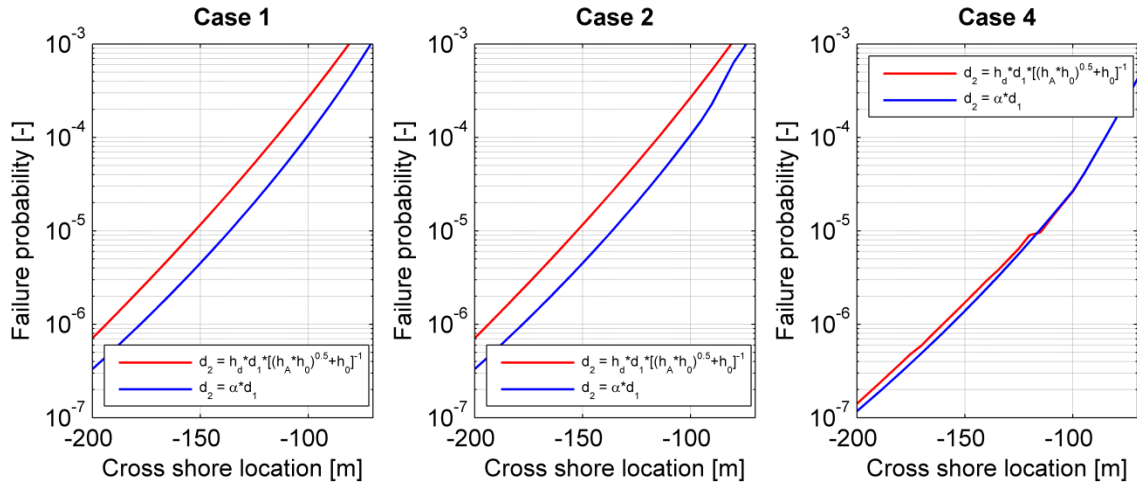 Case 1
Failure probability [-]
10^-3
10^-4
10^-5
10^-6
10^-7
d_2 = h_d*d_1*[(h_A*h_0)^0.5+h_0]^-1
d_2 = α*d_1
-200
-150
-100
Cross shore location [m]
Case 2
Failure probability [-]
10^-3
10^-4
10^-5
10^-6
10^-7
d_2 = h_d*d_1*[(h_A*h_0)^0.5+h_0]^-1
d_2 = α*d_1
-200
-150
-100
Cross shore location [m]
Case 4
Failure probability [-]
10^-3
10^-4
10^-5
10^-6
10^-7
d_2 = h_d*d_1*[(h_A*h_0)^0.5+h_0]^-1
d_2 = α*d_1
-200
-150
-100
Cross shore location [m]